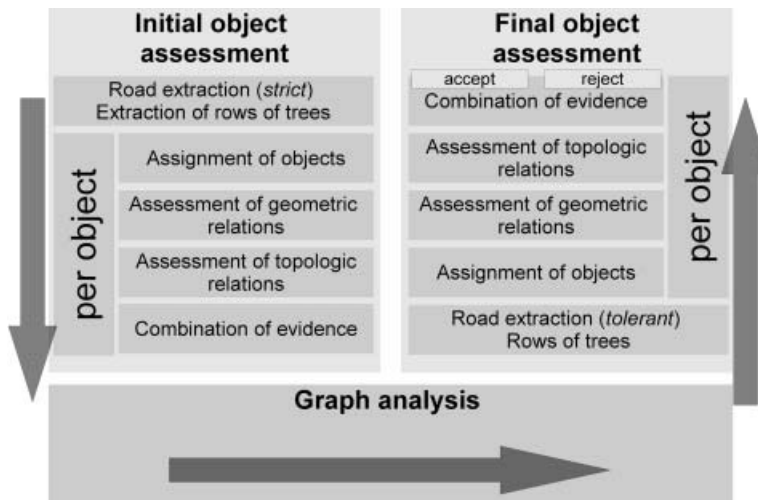 Initial object
assessment
Road extraction (strict)
Extraction of rows of trees
per object
Assignment of objects
Assessment of geometric
relations
Assessment of topologic
relations
Combination of evidence
Final object
assessment
accept
reject
Combination of evidence
Assessment of topologic
relations
Assessment of geometric
relations
Assignment of objects
per object
Road extraction (tolerant)
Rows of trees
Graph analysis